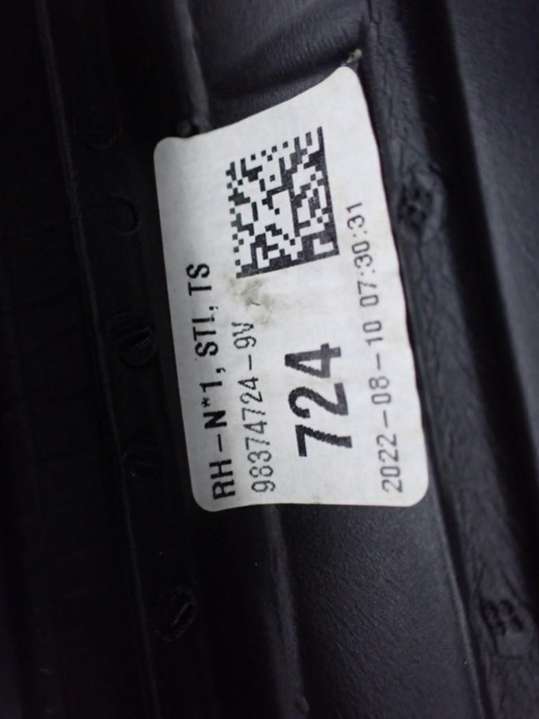 RH-N*1, STI, TS
98374724-9V
724
2022-08-10 07:30:31